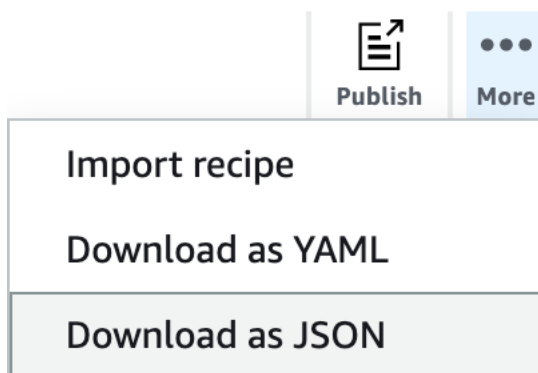 Publish
More
Import recipe
Download as YAML
Download as JSON